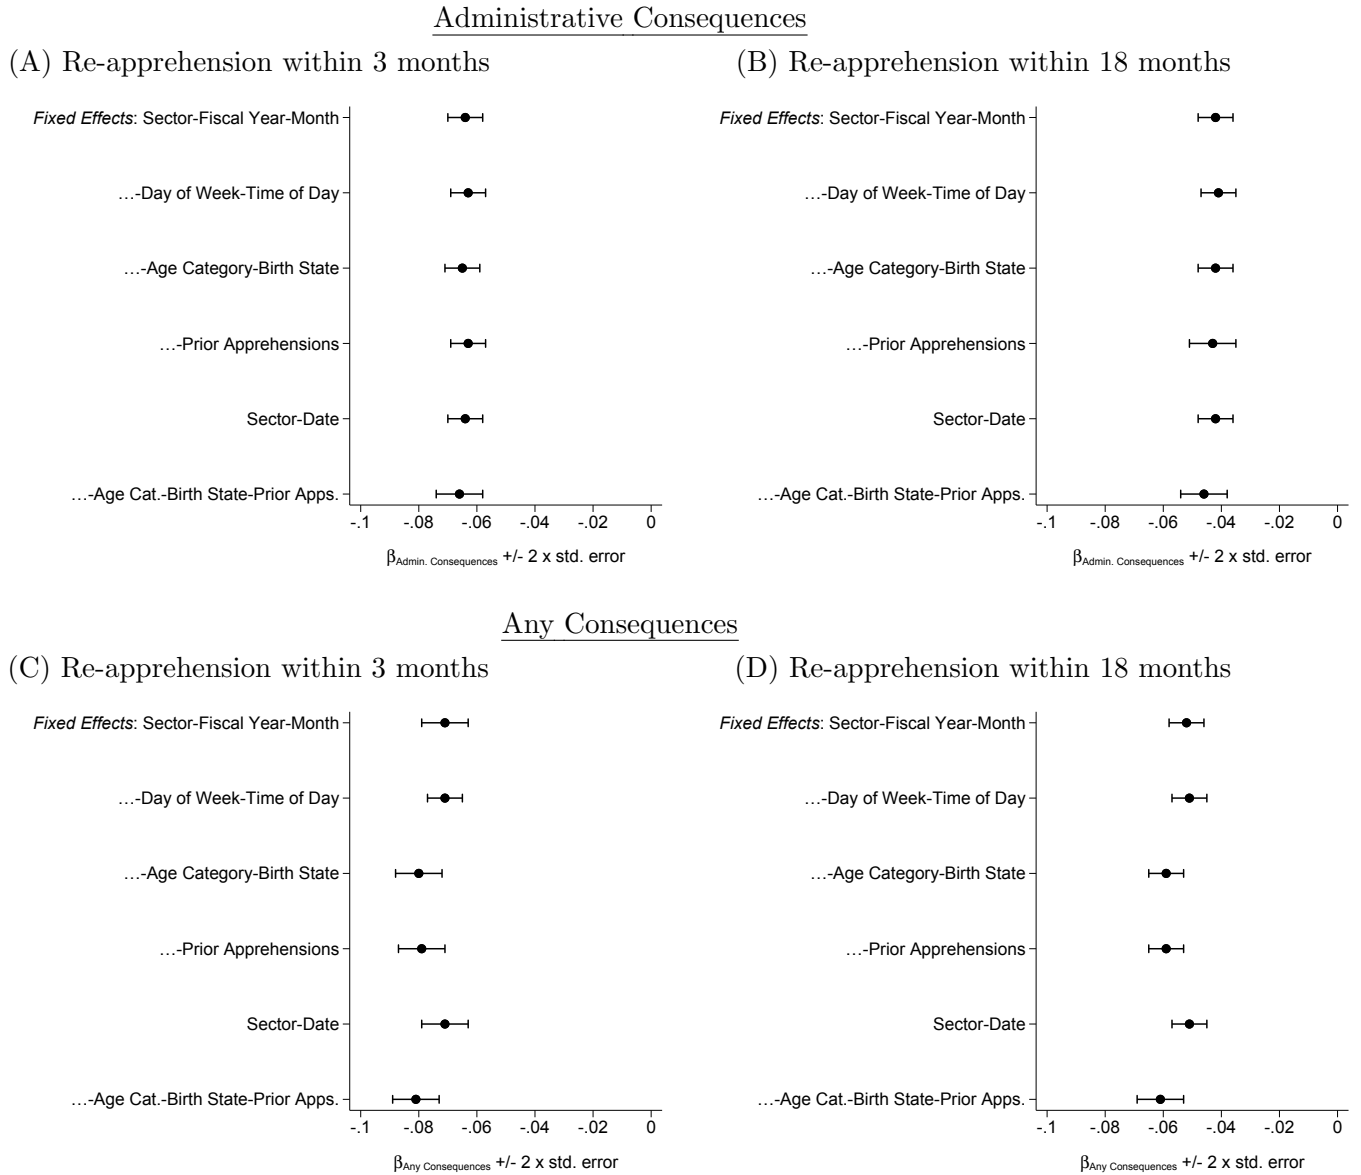 Administrative Consequences
(A) Re-apprehension within 3 months
Fixed Effects: Sector-Fiscal Year-Month
...-Day of Week-Time of Day
...-Age Category-Birth State
...-Prior Apprehensions
Sector-Date
...-Age Cat.-Birth State-Prior Apps.
-.1 -.08 -.06 -.04 -.02 0
βAdmin. Consequences +/- 2 x std. error
(B) Re-apprehension within 18 months
Fixed Effects: Sector-Fiscal Year-Month
...-Day of Week-Time of Day
...-Age Category-Birth State
...-Prior Apprehensions
Sector-Date
...-Age Cat.-Birth State-Prior Apps.
-.1 -.08 -.06 -.04 -.02 0
βAdmin. Consequences +/- 2 x std. error
Any Consequences
(C) Re-apprehension within 3 months
Fixed Effects: Sector-Fiscal Year-Month
...-Day of Week-Time of Day
...-Age Category-Birth State
...-Prior Apprehensions
Sector-Date
...-Age Cat.-Birth State-Prior Apps.
-.1 -.08 -.06 -.04 -.02 0
βAny Consequences +/- 2 x std. error
(D) Re-apprehension within 18 months
Fixed Effects: Sector-Fiscal Year-Month
...-Day of Week-Time of Day
...-Age Category-Birth State
...-Prior Apprehensions
Sector-Date
...-Age Cat.-Birth State-Prior Apps.
-.1 -.08 -.06 -.04 -.02 0
βAny Consequences +/- 2 x std. error